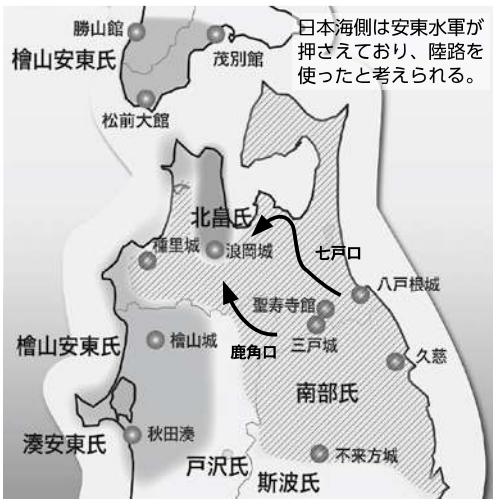 日本海側は安東水軍が
押さえており、陸路を
使ったと考えられる。
勝山館
茂別館
檜山安東氏
松前大館
北畠氏
浪岡城
種里城
七戸口
八戸根城
聖寿寺館
三戸城
鹿角口
檜山安東氏
檜山城
久慈
南部氏
湊安東氏
秋田湊
戸沢氏
斯波氏
不来方城